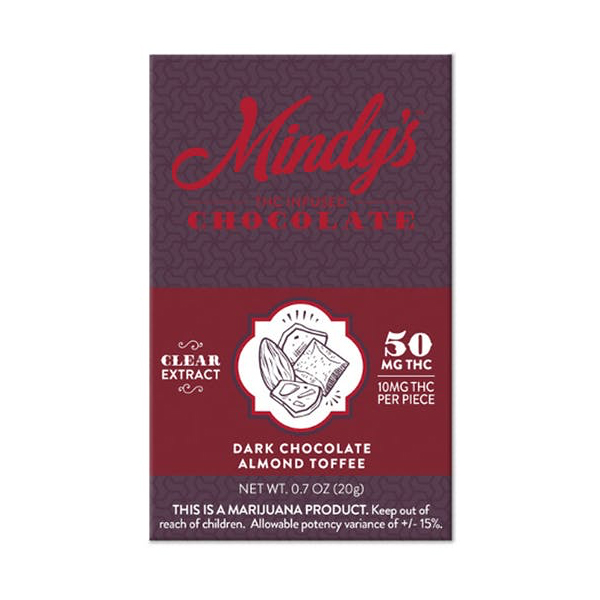 Mindy's
THC INFUSED
CHOCOLATE
CLEAR
EXTRACT
50
MG THC
10MG THC
PER PIECE
DARK CHOCOLATE
ALMOND TOFFEE
NET WT. 0.7 OZ (20g)
THIS IS A MARIJUANA PRODUCT. Keep out of
reach of children. Allowable potency variance of +/- 15%.